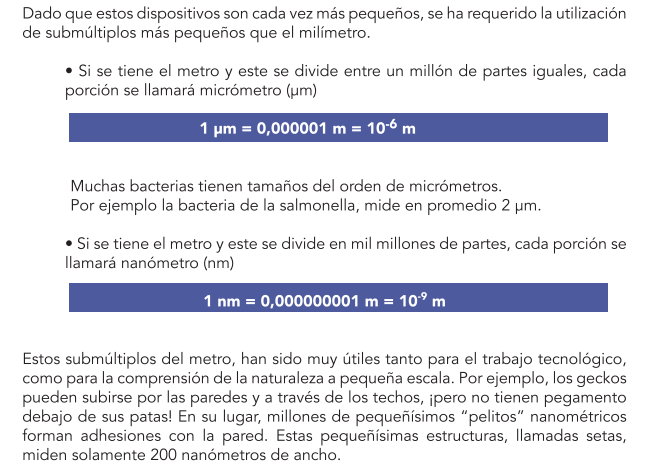 Dado que estos dispositivos son cada vez más pequeños, se ha requerido la utilización
de submúltiplos más pequeños que el milímetro.
• Si se tiene el metro y este se divide entre un millón de partes iguales, cada
porción se llamará micrómetro (µm)
1 µm = 0,000001 m = 10⁻⁶ m
Muchas bacterias tienen tamaños del orden de micrómetros.
Por ejemplo la bacteria de la salmonella, mide en promedio 2 µm.
• Si se tiene el metro y este se divide en mil millones de partes, cada porción se
llamará nanómetro (nm)
1 nm = 0,000000001 m = 10⁻⁹ m
Estos submúltiplos del metro, han sido muy útiles tanto para el trabajo tecnológico,
como para la comprensión de la naturaleza a pequeña escala. Por ejemplo, los geckos
pueden subirse por las paredes y a través de los techos, ¡pero no tienen pegamento
debajo de sus patas! En su lugar, millones de pequeñísimos “pelitos” nanométricos
forman adhesiones con la pared. Estas pequeñísimas estructuras, llamadas setas,
miden solamente 200 nanómetros de ancho.